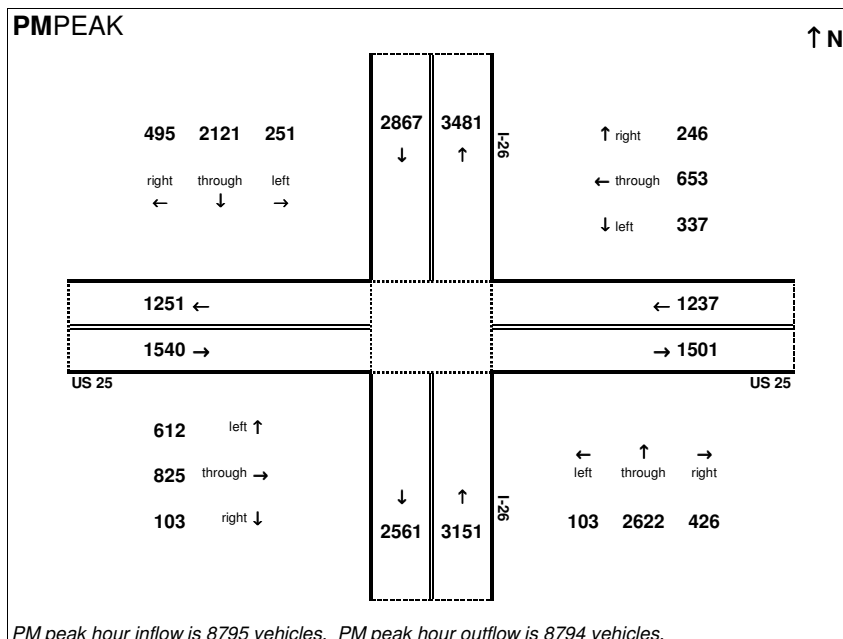 PMPEAK
↑ N
495 2121 251
right through left
← ↓ →
2867 3481
↓ ↑
I-26
↑ right 246
← through 653
↓ left 337
1251 ←
← 1237
1540 →
→ 1501
US 25
US 25
612 left ↑
825 through →
103 right ↓
↓ ↑
2561 3151
I-26
← ↑ →
left through right
103 2622 426
PM peak hour inflow is 8795 vehicles. PM peak hour outflow is 8794 vehicles.